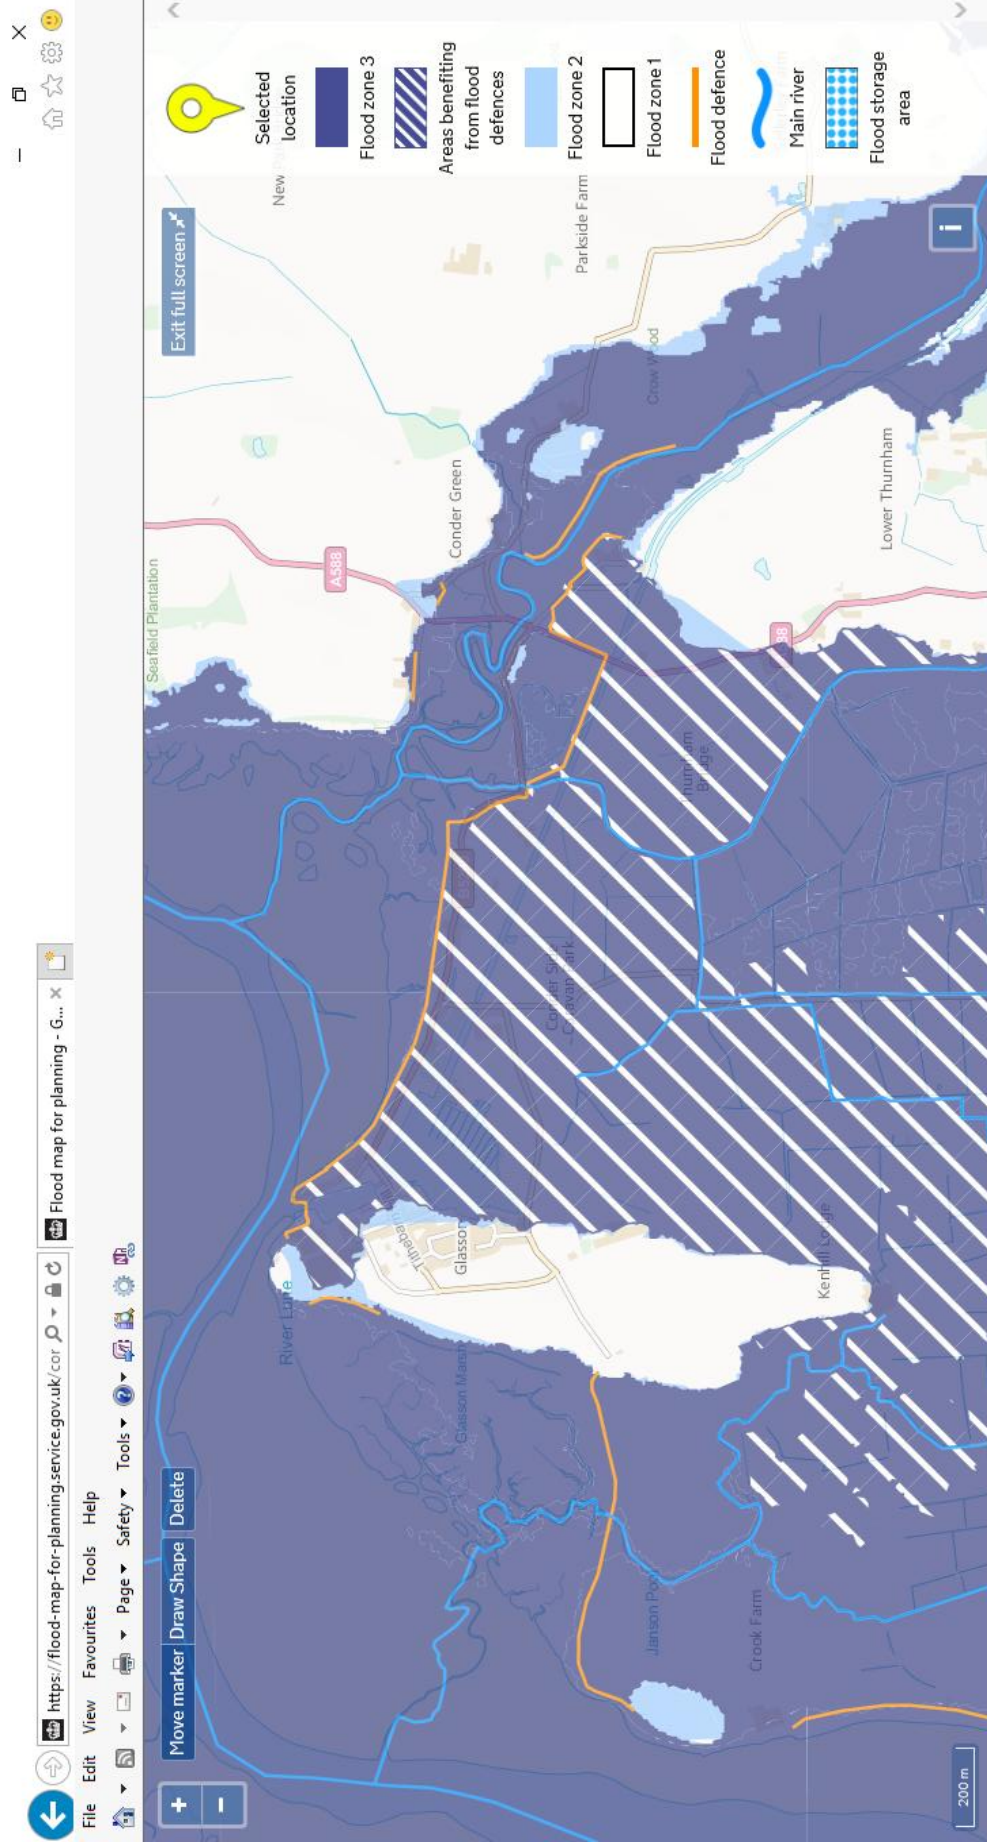 https://flood-map-for-planning.service.gov.uk/cor
Flood map for planning - G...
File Edit View Favourites Tools Help
Page Safety Tools
Move marker Draw Shape Delete
Exit full screen
+
−
Selected
location
Flood zone 3
Areas benefiting
from flood
defences
Flood zone 2
Flood zone 1
Flood defence
Main river
Flood storage
area
Seafield Plantation
A588
Conder Green
New
Parkside Farm
Crow Wood
Lower Thurnham
88
Thurnham
Bridge
Conder Side
Caravan Park
River Lune
Glasson
Glasson Marsh
Kenhill Lodge
Janson Pool
Crook Farm
200 m
i